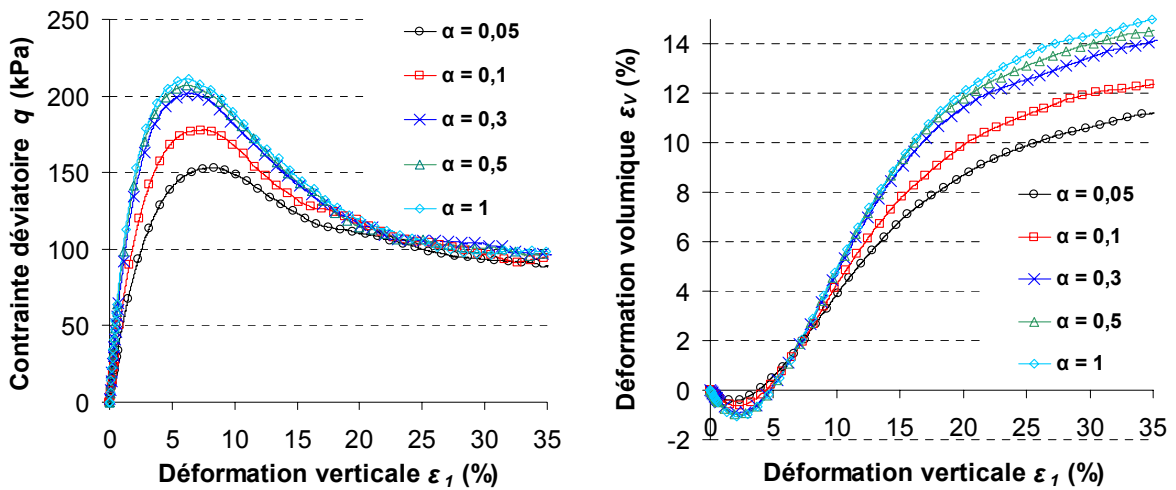 Contrainte déviatoire q (kPa)
250
200
150
100
50
0
0 5 10 15 20 25 30 35
Déformation verticale ε1 (%)
α = 0,05
α = 0,1
α = 0,3
α = 0,5
α = 1
Déformation volumique εv (%)
14
12
10
8
6
4
2
0
-2
0 5 10 15 20 25 30 35
Déformation verticale ε1 (%)
α = 0,05
α = 0,1
α = 0,3
α = 0,5
α = 1